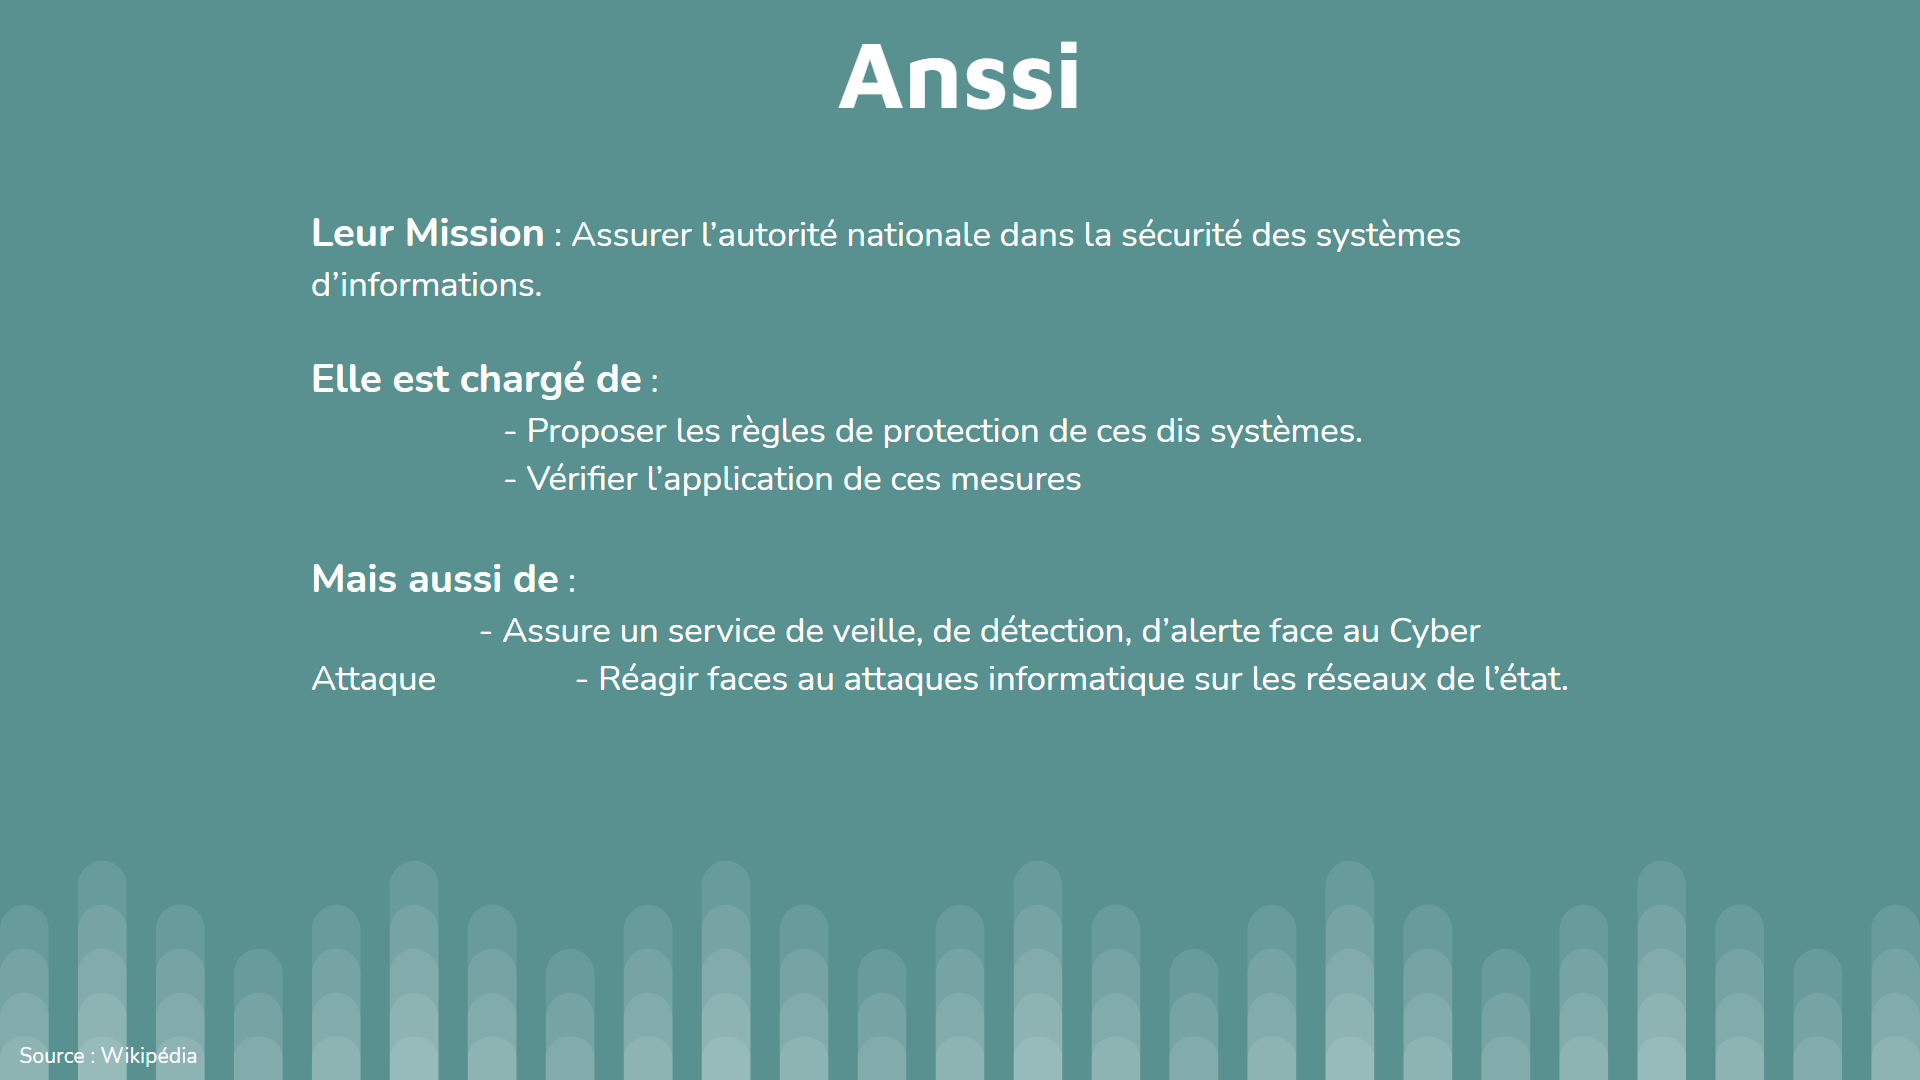 Anssi
Leur Mission : Assurer l’autorité nationale dans la sécurité des systèmes
d’informations.
Elle est chargé de :
- Proposer les règles de protection de ces dis systèmes.
- Vérifier l’application de ces mesures
Mais aussi de :
- Assure un service de veille, de détection, d’alerte face au Cyber
Attaque - Réagir faces au attaques informatique sur les réseaux de l’état.
Source : Wikipédia